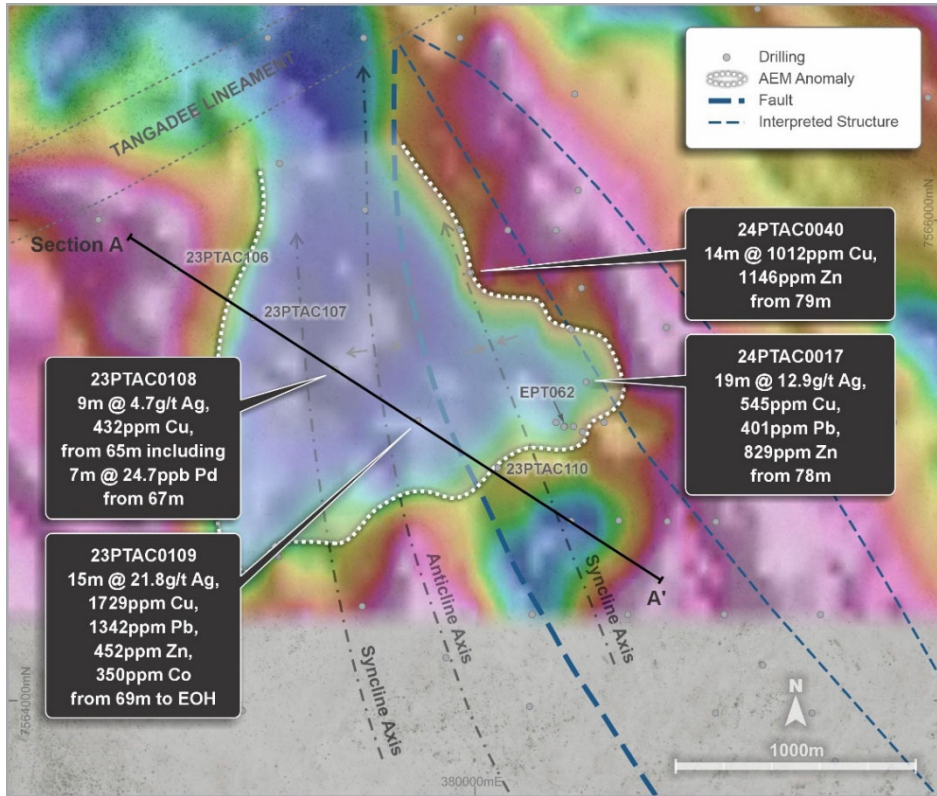 Drilling
AEM Anomaly
Fault
Interpreted Structure
TANGADEE LINEAMENT
7566000mN
Section A
23PTAC106
23PTAC107
24PTAC0040
14m @ 1012ppm Cu,
1146ppm Zn
from 79m
23PTAC0108
9m @ 4.7g/t Ag,
432ppm Cu,
from 65m including
7m @ 24.7ppb Pd
from 67m
24PTAC0017
19m @ 12.9g/t Ag,
545ppm Cu,
401ppm Pb,
829ppm Zn
from 78m
EPT062
23PTAC110
23PTAC0109
15m @ 21.8g/t Ag,
1729ppm Cu,
1342ppm Pb,
452ppm Zn,
350ppm Co
from 69m to EOH
Syncline Axis
Anticline Axis
Syncline Axis
A'
7564000mN
380000mE
N
1000m